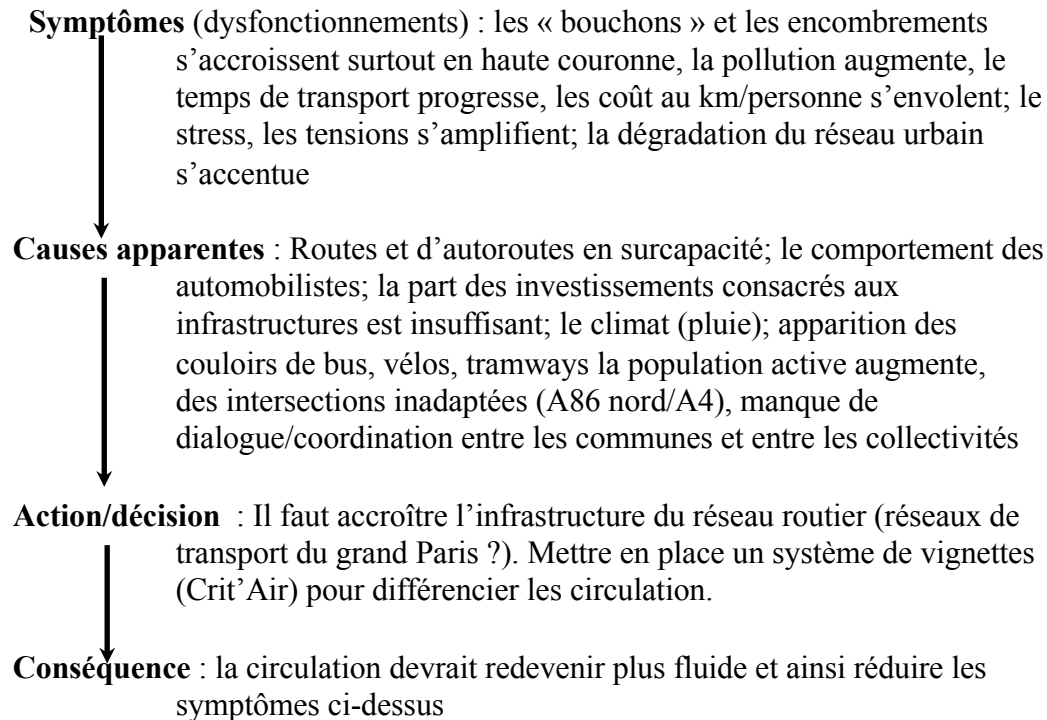 Symptômes (dysfonctionnements) : les « bouchons » et les encombrements
s’accroissent surtout en haute couronne, la pollution augmente, le
temps de transport progresse, les coût au km/personne s’envolent; le
stress, les tensions s’amplifient; la dégradation du réseau urbain
s’accentue
Causes apparentes : Routes et d’autoroutes en surcapacité; le comportement des
automobilistes; la part des investissements consacrés aux
infrastructures est insuffisant; le climat (pluie); apparition des
couloirs de bus, vélos, tramways la population active augmente,
des intersections inadaptées (A86 nord/A4), manque de
dialogue/coordination entre les communes et entre les collectivités
Action/décision : Il faut accroître l’infrastructure du réseau routier (réseaux de
transport du grand Paris ?). Mettre en place un système de vignettes
(Crit’Air) pour différencier les circulation.
Conséquence : la circulation devrait redevenir plus fluide et ainsi réduire les
symptômes ci-dessus